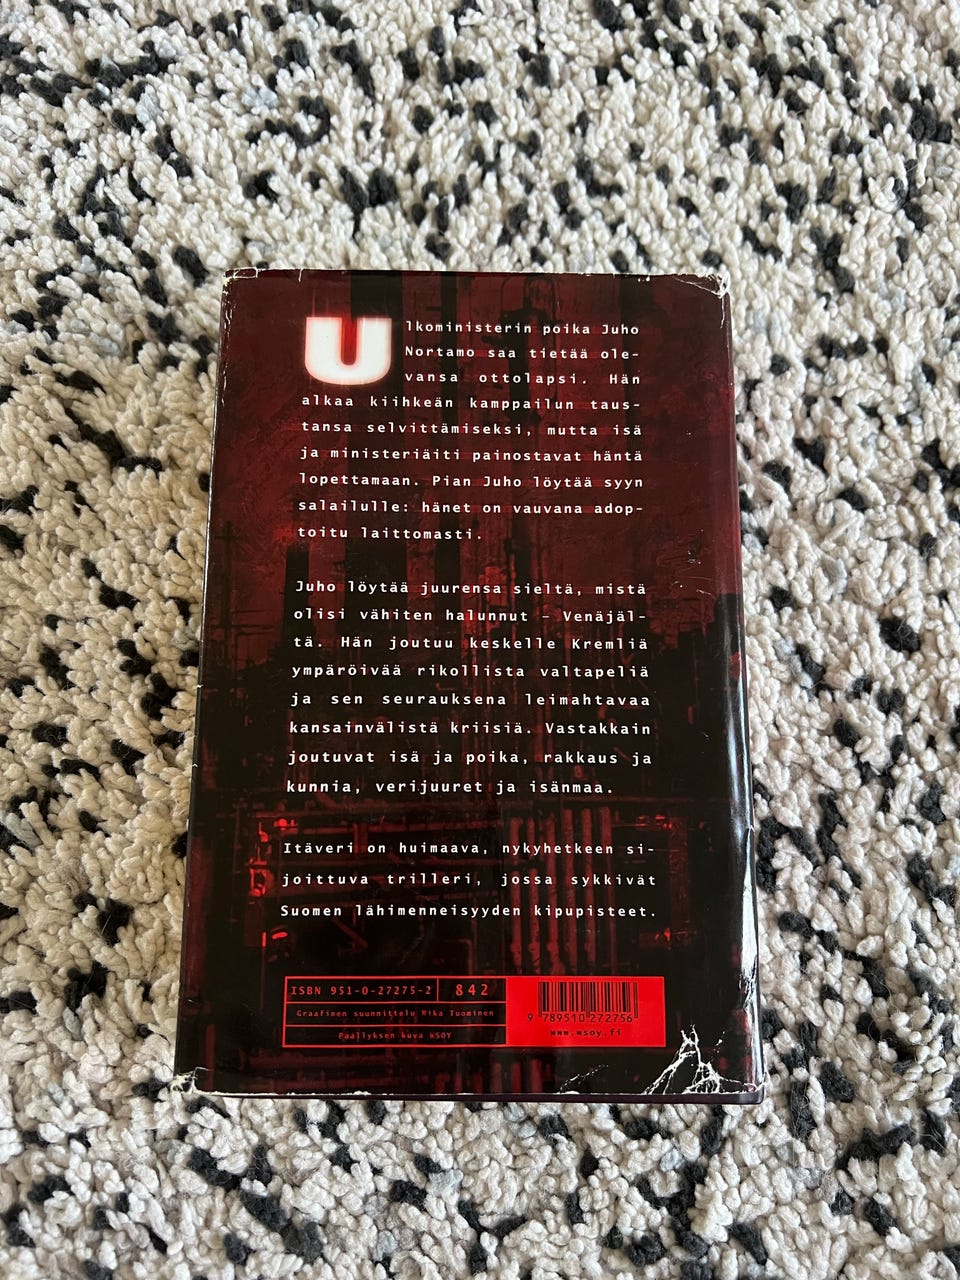 Ulkoministerin poika Juho
Nortamo saa tietää ole-
vansa ottolapsi. Hän
alkaa kiihkeän kamppailun taus-
tansa selvittämiseksi, mutta isä
ja ministeriäiti painostavat häntä
lopettamaan. Pian Juho löytää syyn
salailulle: hänet on vauvana adop-
toitu laittomasti.
Juho löytää juurensa sieltä, mistä
olisi vähiten halunnut – Venäjäl-
tä. Hän joutuu keskelle Kremliä
ympäröivää rikollista valtapeliä
ja sen seurauksena leimahtavaa
kansainvälistä kriisiä. Vastakkain
joutuvat isä ja poika, rakkaus ja
kunnia, verijuuret ja isänmaa.
Itäveri on huimaava, nykyhetkeen si-
joittuva trilleri, jossa sykkivät
Suomen lähimenneisyyden kipupisteet.
ISBN 951-0-27275-2 842
Graafinen suunnittelu Mika Tuominen
Päällyksen kuva WSOY
9 789510 272756
www.wsoy.fi